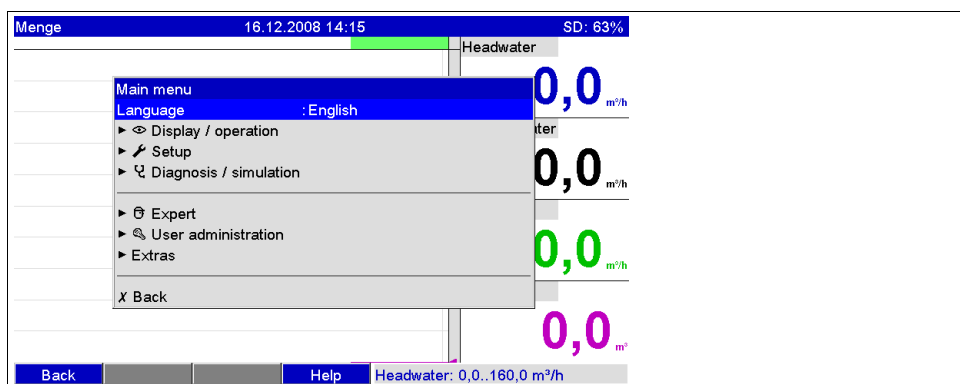 Menge 16.12.2008 14:15 SD: 63%
Headwater
0,0 m³/h
Main menu
Language :English
► Display / operation
► Setup
► Diagnosis / simulation
► Expert
► User administration
► Extras
X Back
ter
0,0 m³/h
0,0 m³/h
0,0 m³
Back Help Headwater: 0,0..160,0 m³/h